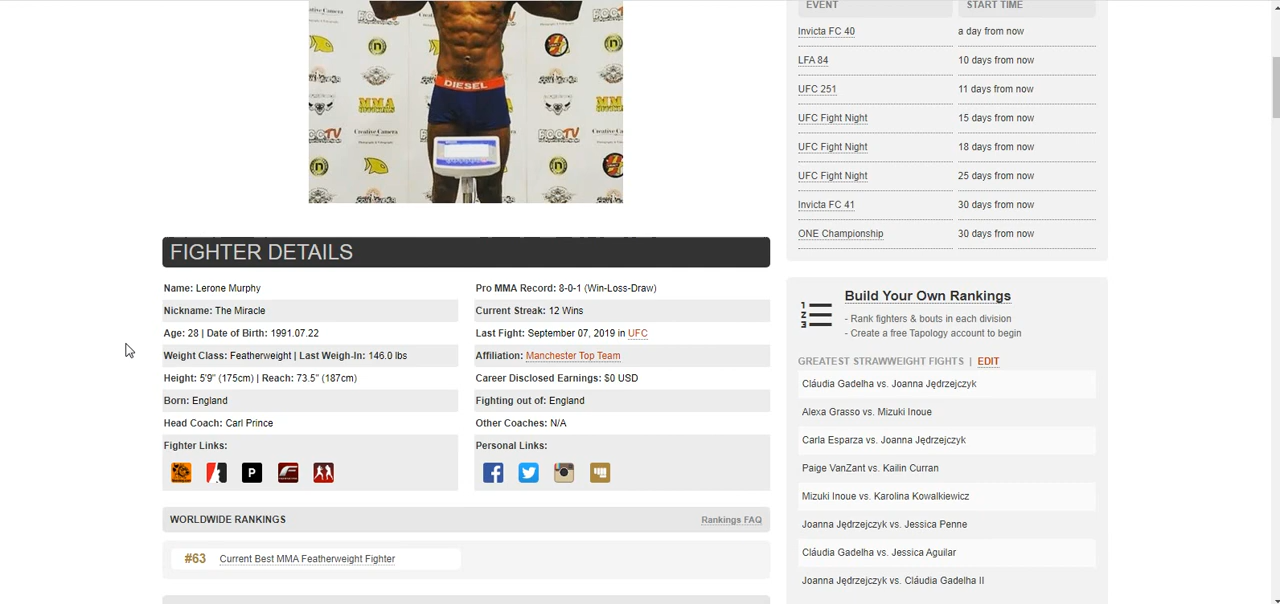 EVENT START TIME
Invicta FC 40 a day from now
LFA 84 10 days from now
UFC 251 11 days from now
UFC Fight Night 15 days from now
UFC Fight Night 18 days from now
UFC Fight Night 25 days from now
Invicta FC 41 30 days from now
ONE Championship 30 days from now
DIESEL
MMA
Creative Camera
FIGHTER DETAILS
Name: Lerone Murphy
Nickname: The Miracle
Age: 28 | Date of Birth: 1991.07.22
Weight Class: Featherweight | Last Weigh-In: 146.0 lbs
Height: 5'9" (175cm) | Reach: 73.5" (187cm)
Born: England
Head Coach: Carl Prince
Fighter Links:
P
Pro MMA Record: 8-0-1 (Win-Loss-Draw)
Current Streak: 12 Wins
Last Fight: September 07, 2019 in UFC
Affiliation: Manchester Top Team
Career Disclosed Earnings: $0 USD
Fighting out of: England
Other Coaches: N/A
Personal Links:
WORLDWIDE RANKINGS Rankings FAQ
#63 Current Best MMA Featherweight Fighter
1
2
3
Build Your Own Rankings
- Rank fighters & bouts in each division
- Create a free Tapology account to begin
GREATEST STRAWWEIGHT FIGHTS | EDIT
Cláudia Gadelha vs. Joanna Jędrzejczyk
Alexa Grasso vs. Mizuki Inoue
Carla Esparza vs. Joanna Jędrzejczyk
Paige VanZant vs. Kailin Curran
Mizuki Inoue vs. Karolina Kowalkiewicz
Joanna Jędrzejczyk vs. Jessica Penne
Cláudia Gadelha vs. Jessica Aguilar
Joanna Jędrzejczyk vs. Cláudia Gadelha II